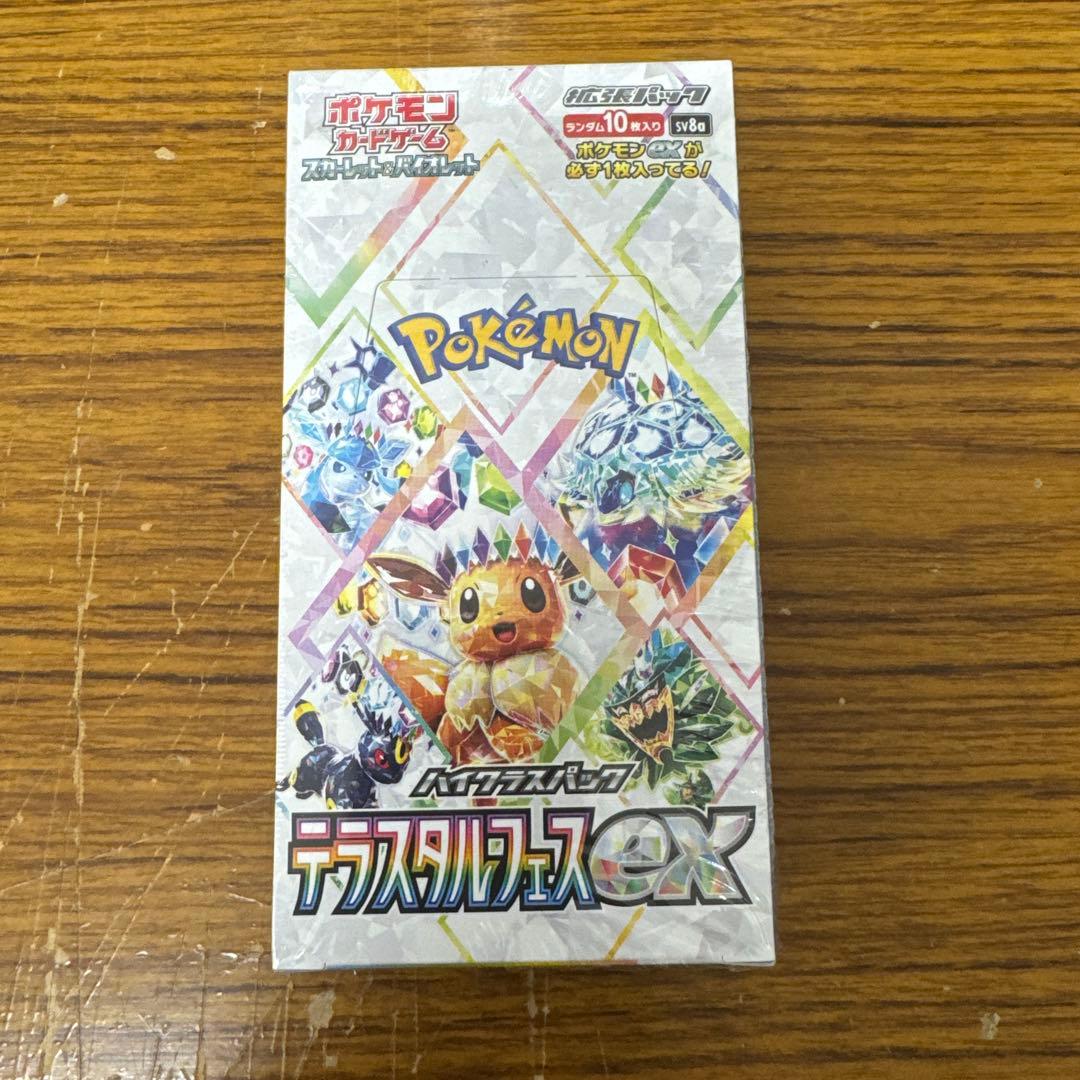 ポケモン
カードゲーム
スカーレット&バイオレット
拡張パック
ランダム10枚入り SV8a
ポケモンexが
必ず1枚入ってる!
POKéMON
ハイクラスパック
テラスタル・フェスex